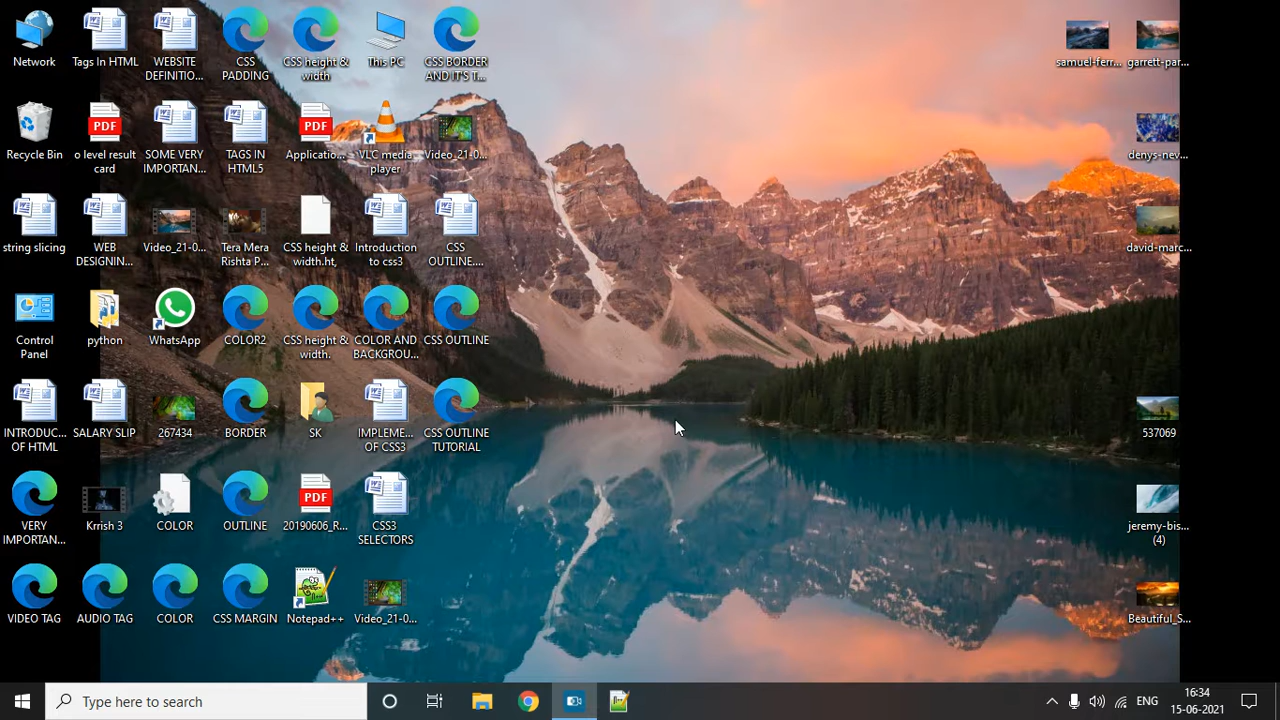 Network
Tags In HTML
WEBSITE
DEFINITIO...
CSS
PADDING
CSS height &
width
This PC
CSS BORDER
AND IT'S T...
samuel-ferr...
garrett-par...
Recycle Bin
PDF
o level result
card
SOME VERY
IMPORTAN...
TAGS IN
HTML5
PDF
Applicatio...
VLC media
player
Video_21-0...
denys-nev...
string slicing
WEB
DESIGNIN...
Video_21-0...
Tera Mera
Rishta P...
CSS height &
width.ht,
Introduction
to css3
CSS
OUTLINE....
david-marc...
Control
Panel
python
WhatsApp
COLOR2
CSS height &
width.
COLOR AND
BACKGROU...
CSS OUTLINE
INTRODUC...
OF HTML
SALARY SLIP
267434
BORDER
SK
IMPLEME...
OF CSS3
CSS OUTLINE
TUTORIAL
537069
VERY
IMPORTAN...
Krrish 3
COLOR
OUTLINE
PDF
20190606_R...
CSS3
SELECTORS
jeremy-bis...
(4)
VIDEO TAG
AUDIO TAG
COLOR
CSS MARGIN
Notepad++
Video_21-0...
Beautiful_S...
Type here to search
ENG
16:34
15-06-2021